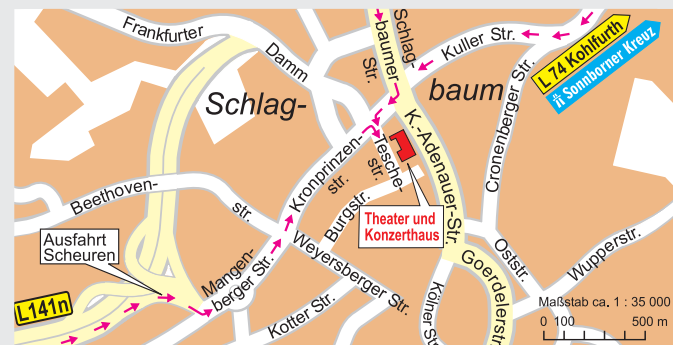 Frankfurter
Damm
Schlag-
baumer
Str.
Kuller Str.
L 74 Kohlfurth
Sonnborner Kreuz
Schlag-
baum
K.-Adenauer-Str.
Cronenberger Str.
Kronprinzen-
str.
Tesche-
str.
Burgstr.
Beethoven-
str.
Theater und
Konzerthaus
Ausfahrt
Scheuren
Mangen-
berger Str.
Weyersberger Str.
Oststr.
Wupperstr.
Goerdelerstr.
L141n
Kotter Str.
Kölner Str.
Maßstab ca. 1 : 35 000
0 100 500 m